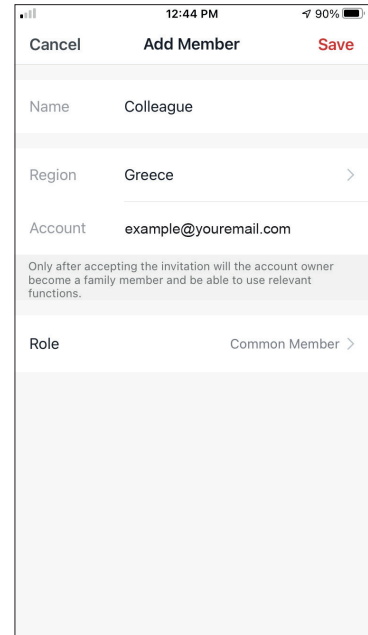 12:44 PM 90%
Cancel Add Member Save
Name Colleague
Region Greece
Account example@youremail.com
Only after accepting the invitation will the account owner
become a family member and be able to use relevant
functions.
Role Common Member